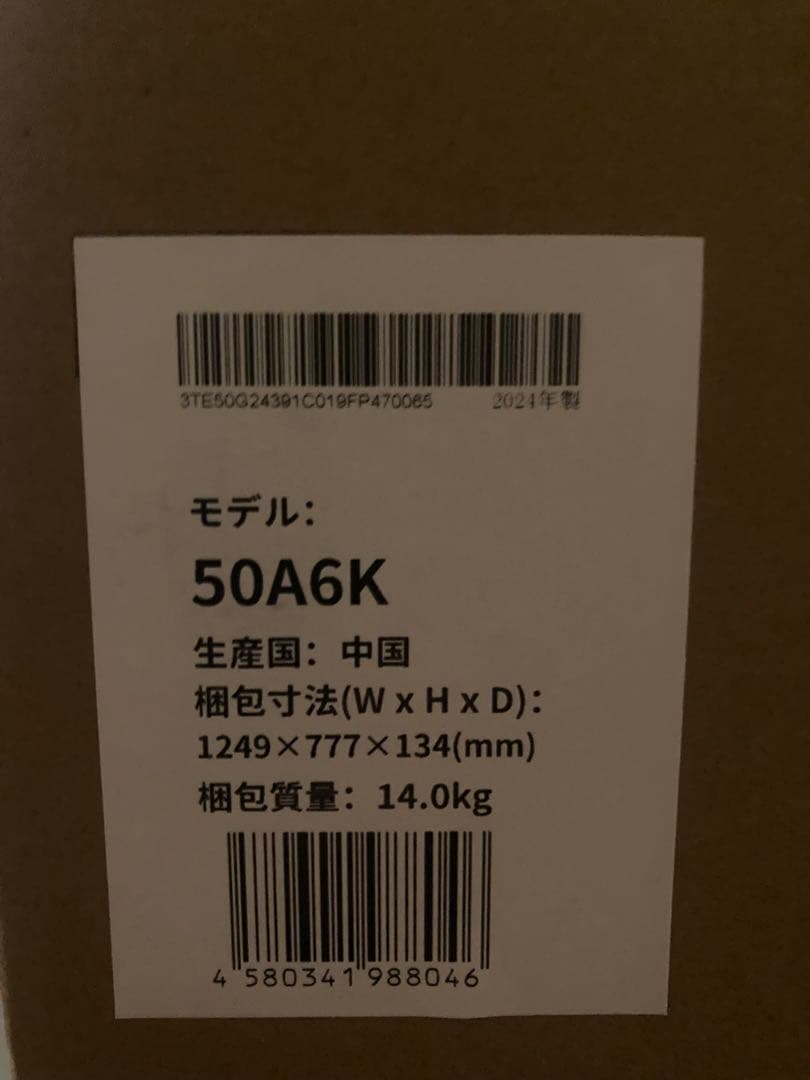 3TE50G24391C019FP470065 2024年製
モデル：
50A6K
生産国：中国
梱包寸法(W x H x D)：
1249×777×134(mm)
梱包質量：14.0kg
4 580341 988046